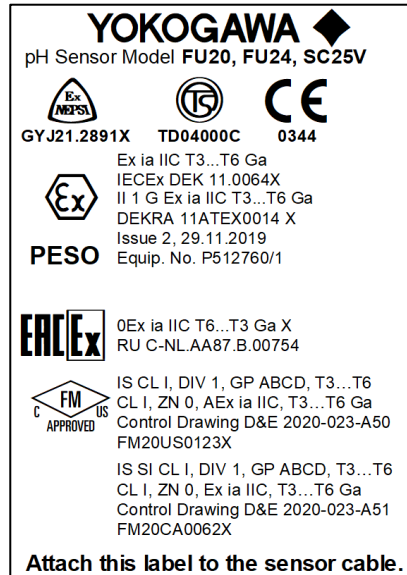 YOKOGAWA
pH Sensor Model FU20, FU24, SC25V
Ex NEPSI
TS
CE
GYJ21.2891X TD04000C 0344
Ex ia IIC T3...T6 Ga
IECEx DEK 11.0064X
Ex
II 1 G Ex ia IIC T3...T6 Ga
DEKRA 11ATEX0014 X
Issue 2, 29.11.2019
PESO
Equip. No. P512760/1
EAC Ex
0Ex ia IIC T6...T3 Ga X
RU C-NL.AA87.B.00754
C FM US
APPROVED
IS CL I, DIV 1, GP ABCD, T3...T6
CL I, ZN 0, AEx ia IIC, T3...T6 Ga
Control Drawing D&E 2020-023-A50
FM20US0123X
IS SI CL I, DIV 1, GP ABCD, T3...T6
CL I, ZN 0, Ex ia IIC, T3...T6 Ga
Control Drawing D&E 2020-023-A51
FM20CA0062X
Attach this label to the sensor cable.